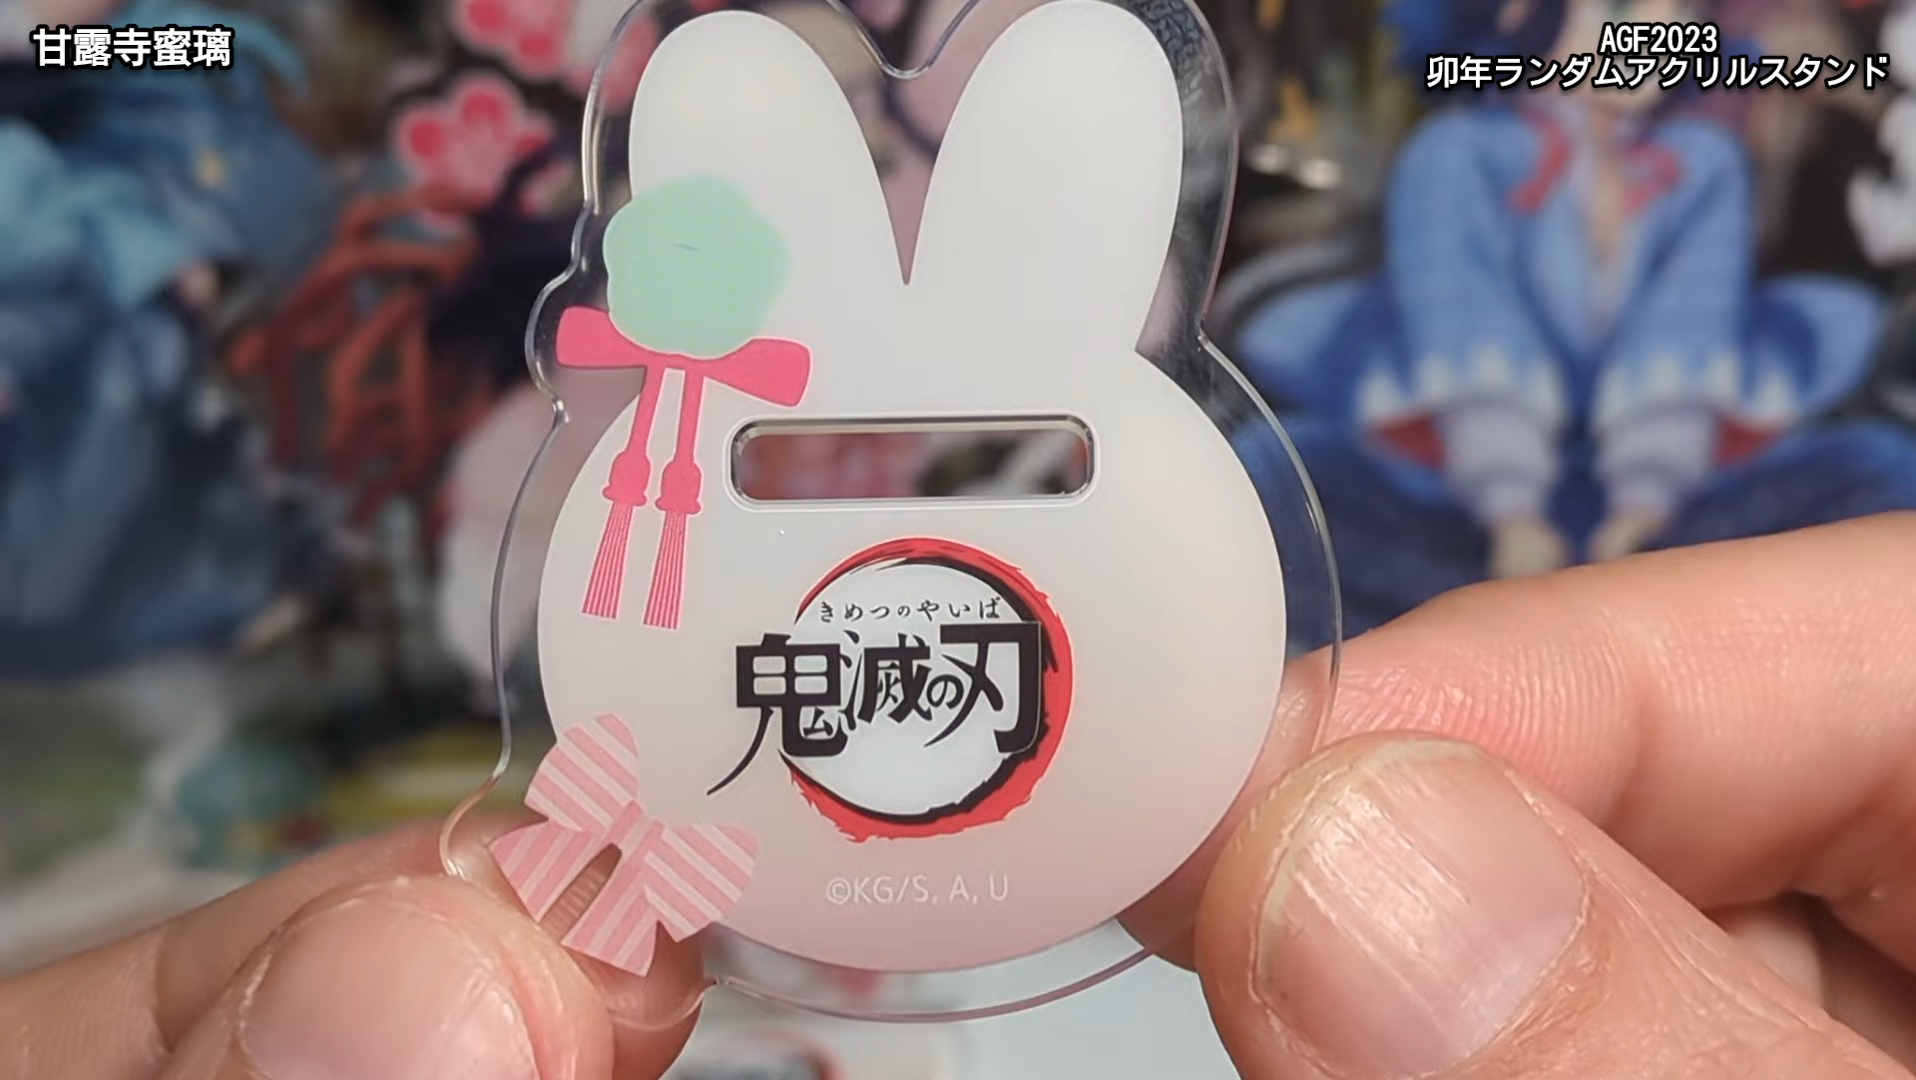 甘露寺蜜璃
AGF2023
卯年ランダムアクリルスタンド
きめつのやいば
鬼滅の刃
©KG/S, A, U